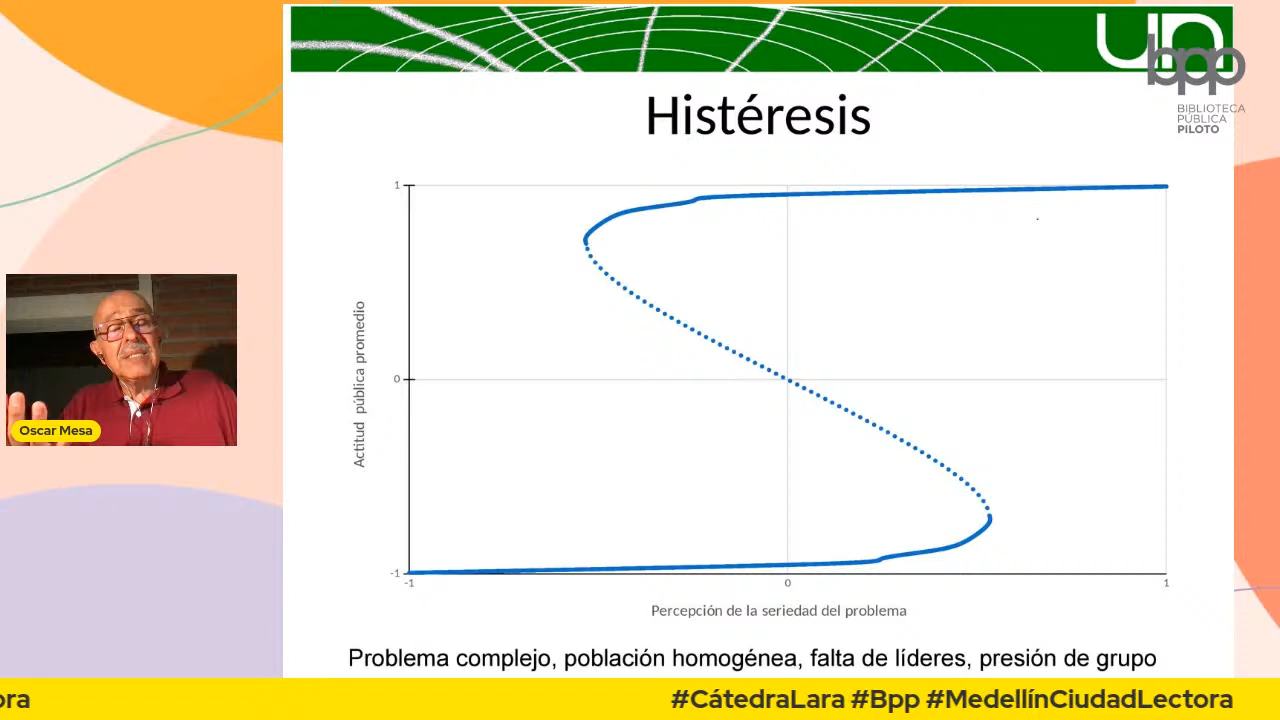 un
bpp
BIBLIOTECA
PÚBLICA
PILOTO
Histéresis
1
0
-1
Actitud pública promedio
-1
0
1
Percepción de la seriedad del problema
Problema complejo, población homogénea, falta de líderes, presión de grupo
Oscar Mesa
ora
#CátedraLara #Bpp #MedellínCiudadLectora